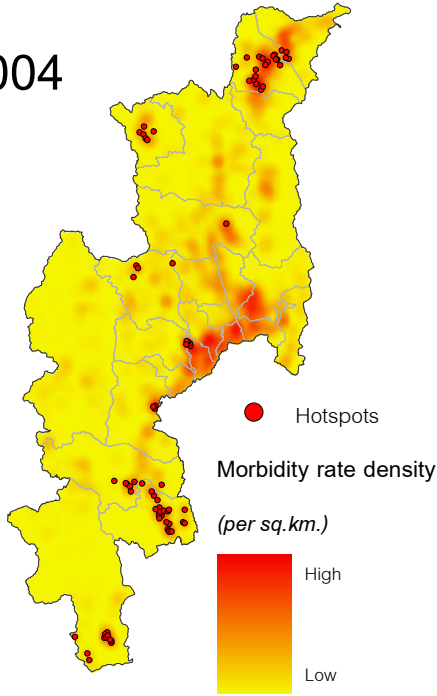 004
Hotspots
Morbidity rate density
(per sq.km.)
High
Low